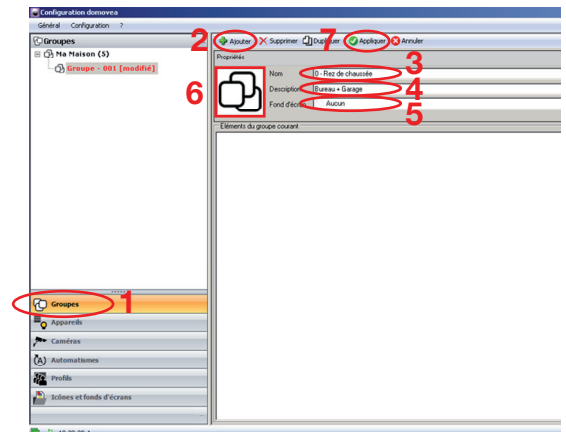 Configuration domovea
Général Configuration ?
Groupes
Ma Maison (5)
Groupe - 001 [modifié]
2 Ajouter Supprimer Dupliquer 7 Appliquer Annuler
Propriétés
6
Nom 0 - Rez de chaussée 3
Description Bureau + Garage 4
Fond d'écran Aucun 5
Eléments du groupe courant
Groupes 1
Appareils
Caméras
Automatismes
Profils
Icônes et fonds d'écrans